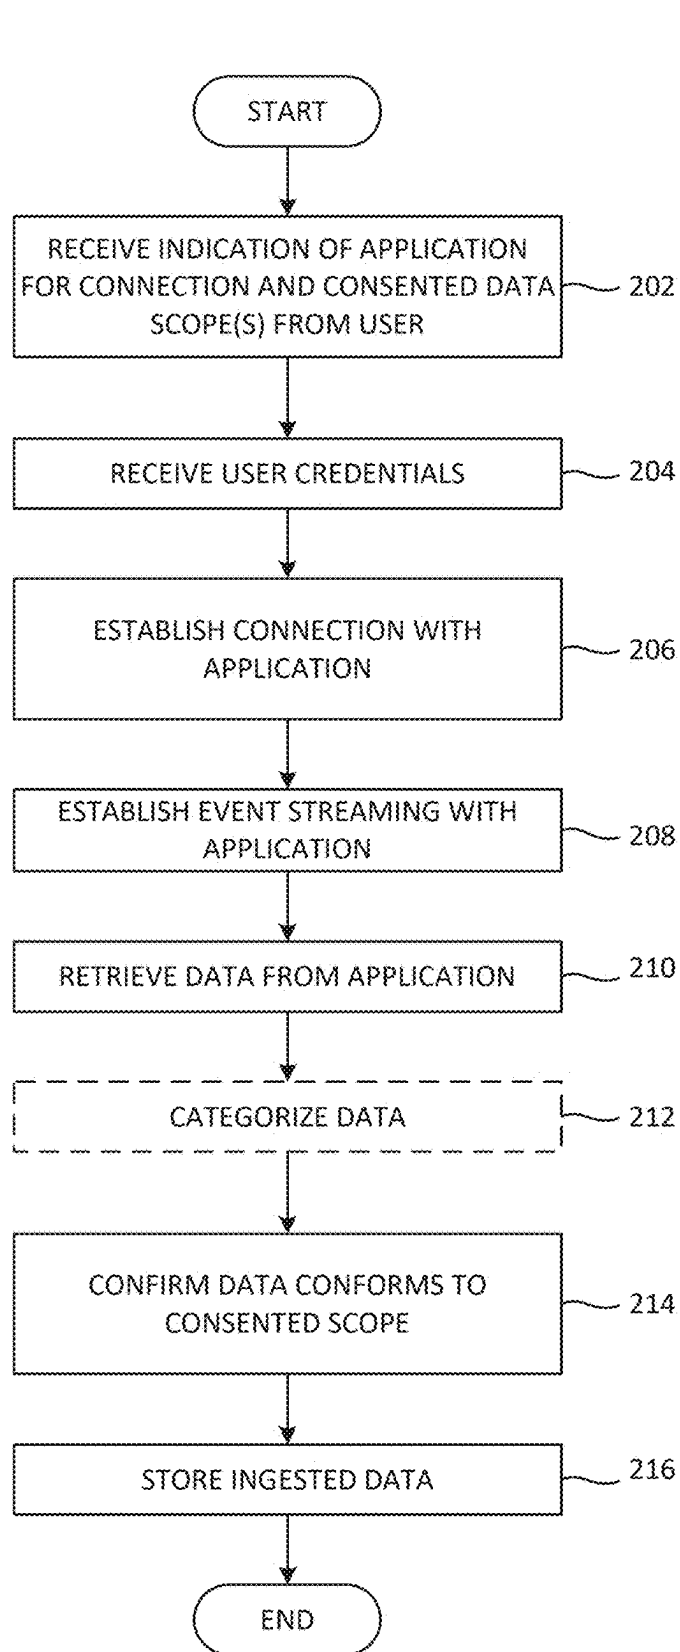 START
RECEIVE INDICATION OF APPLICATION
FOR CONNECTION AND CONSENTED DATA
SCOPE(S) FROM USER
202
RECEIVE USER CREDENTIALS
204
ESTABLISH CONNECTION WITH
APPLICATION
206
ESTABLISH EVENT STREAMING WITH
APPLICATION
208
RETRIEVE DATA FROM APPLICATION
210
CATEGORIZE DATA
212
CONFIRM DATA CONFORMS TO
CONSENTED SCOPE
214
STORE INGESTED DATA
216
END